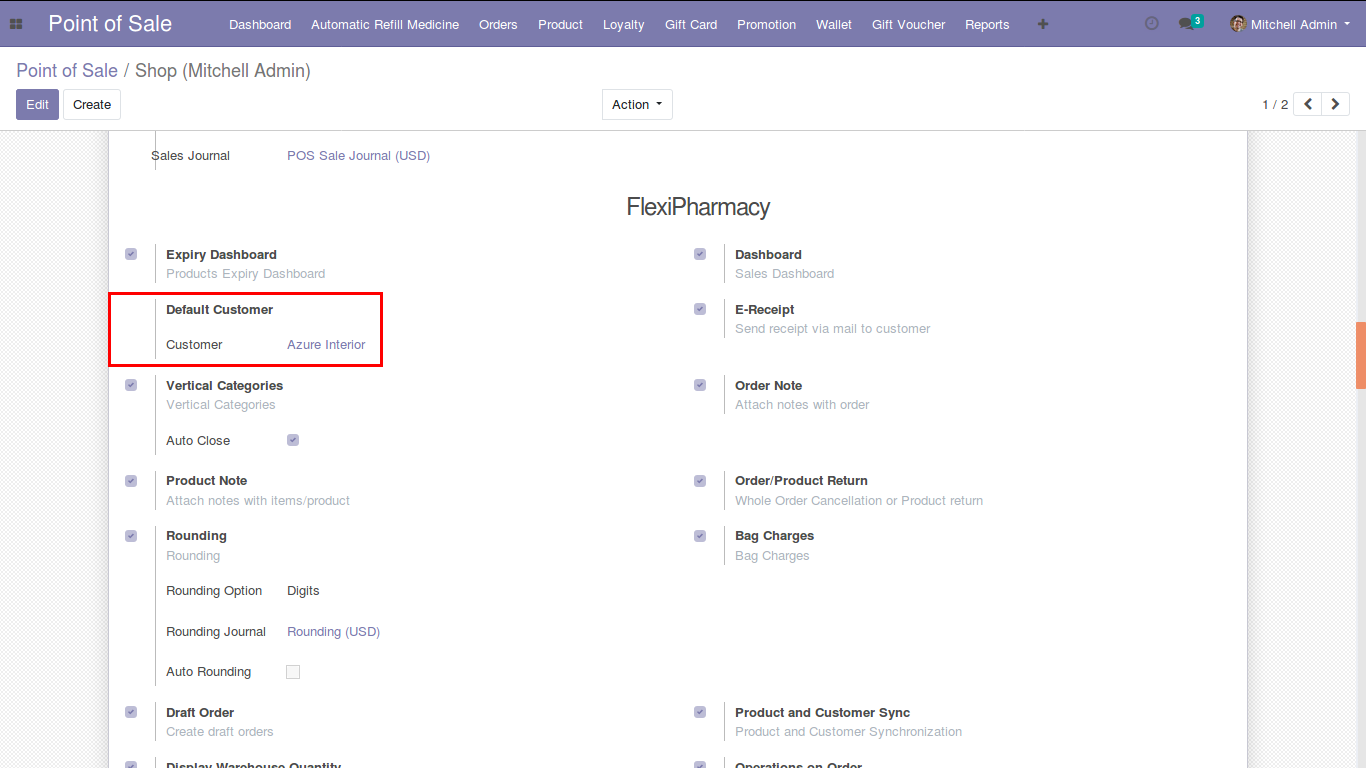 Point of Sale Dashboard Automatic Refill Medicine Orders Product Loyalty Gift Card Promotion Wallet Gift Voucher Reports 3 Mitchell Admin
Point of Sale / Shop (Mitchell Admin)
Edit Create Action 1 / 2
Sales Journal POS Sale Journal (USD)
FlexiPharmacy
Expiry Dashboard
Products Expiry Dashboard
Dashboard
Sales Dashboard
Default Customer
Customer Azure Interior
E-Receipt
Send receipt via mail to customer
Vertical Categories
Vertical Categories
Auto Close
Order Note
Attach notes with order
Product Note
Attach notes with items/product
Order/Product Return
Whole Order Cancellation or Product return
Rounding
Rounding
Rounding Option Digits
Rounding Journal Rounding (USD)
Auto Rounding
Bag Charges
Bag Charges
Draft Order
Create draft orders
Product and Customer Sync
Product and Customer Synchronization
Display Warehouse Quantity
Operations on Order